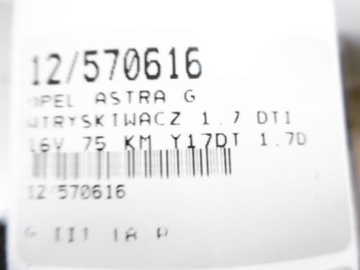 12/570616
OPEL ASTRA G
WTRYSKIWACZ 1.7 DTI
16V 75 KM Y17DT 1.7D
12/570616